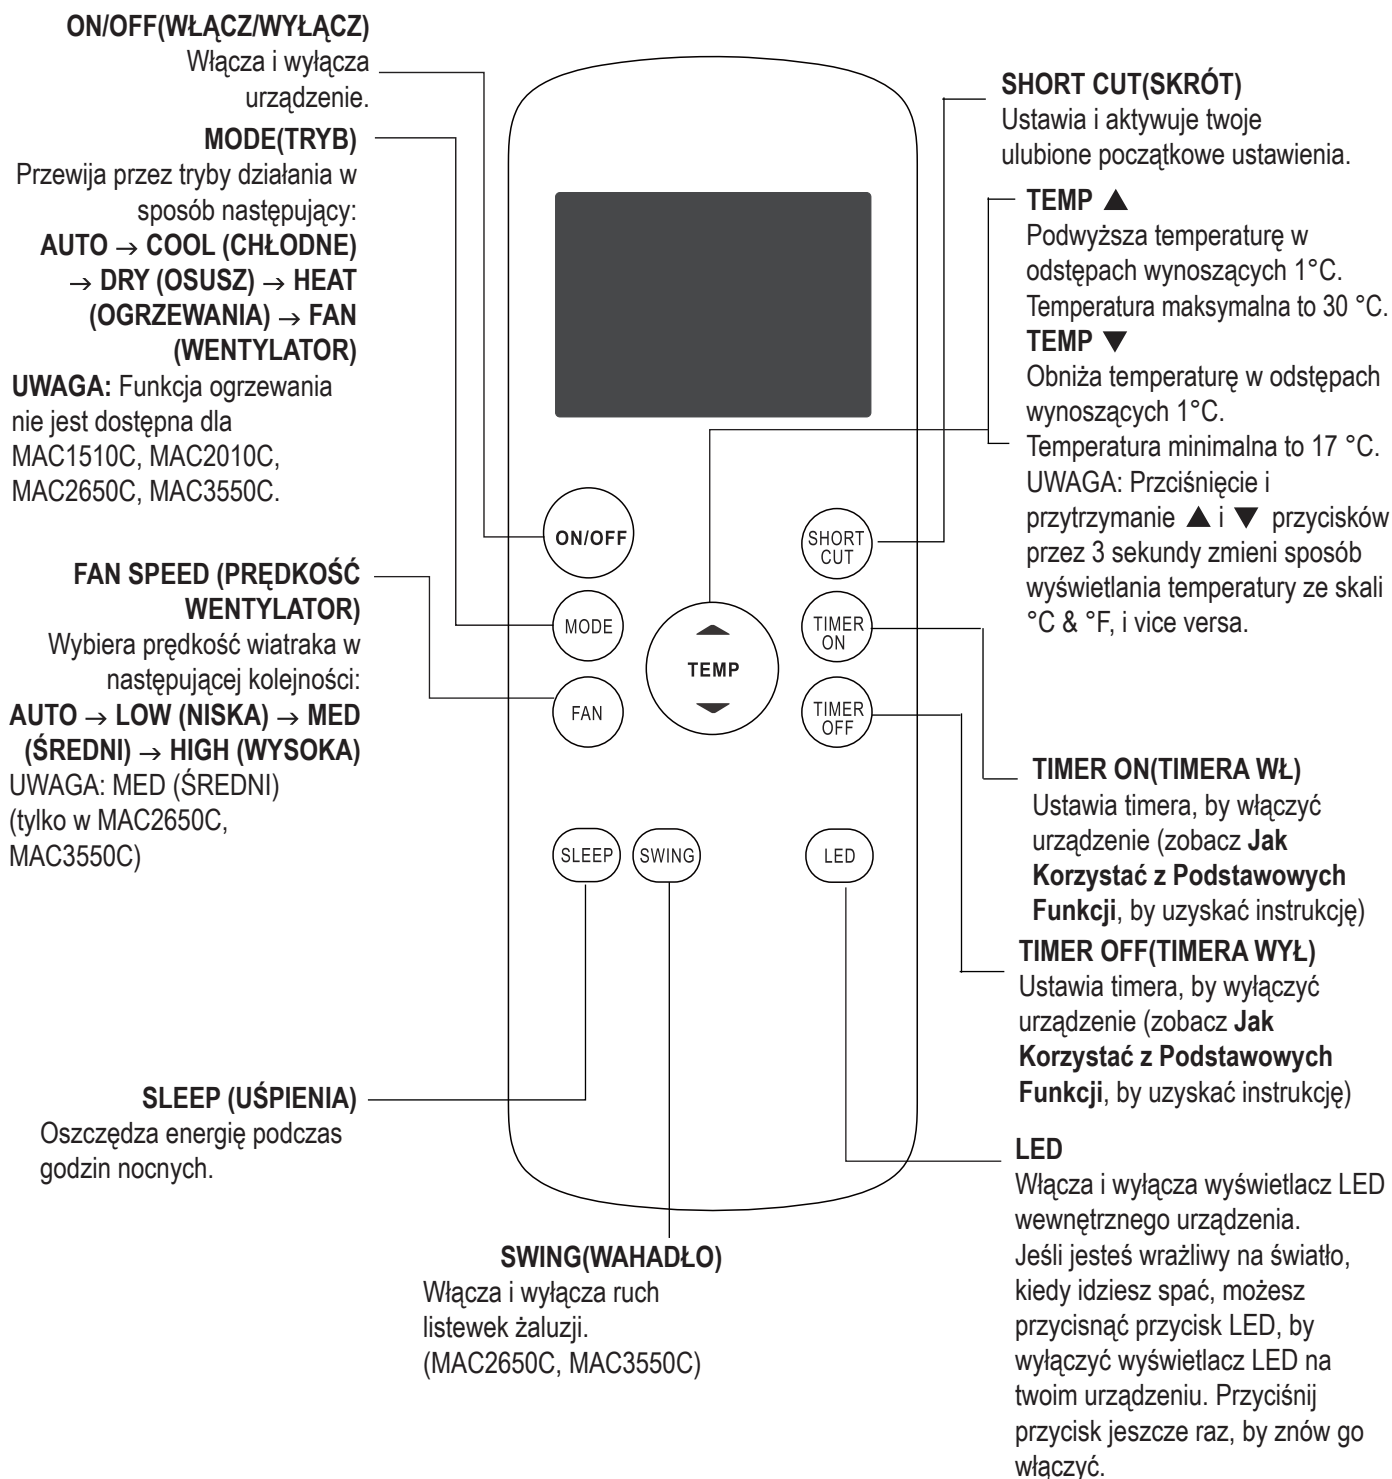 ON/OFF(WŁĄCZ/WYŁĄCZ)
Włącza i wyłącza
urządzenie.
MODE(TRYB)
Przewija przez tryby działania w
sposób następujący:
AUTO → COOL (CHŁODNE)
→ DRY (OSUSZ) → HEAT
(OGRZEWANIA) → FAN
(WENTYLATOR)
UWAGA: Funkcja ogrzewania
nie jest dostępna dla
MAC1510C, MAC2010C,
MAC2650C, MAC3550C.
FAN SPEED (PRĘDKOŚĆ
WENTYLATOR)
Wybiera prędkość wiatraka w
następującej kolejności:
AUTO → LOW (NISKA) → MED
(ŚREDNI) → HIGH (WYSOKA)
UWAGA: MED (ŚREDNI)
(tylko w MAC2650C,
MAC3550C)
SLEEP (UŚPIENIA)
Oszczędza energię podczas
godzin nocnych.
ON/OFF
MODE
FAN
TEMP
SHORT
CUT
TIMER
ON
TIMER
OFF
SLEEP
SWING
LED
SWING(WAHADŁO)
Włącza i wyłącza ruch
listewek żaluzji.
(MAC2650C, MAC3550C)
SHORT CUT(SKRÓT)
Ustawia i aktywuje twoje
ulubione początkowe ustawienia.
TEMP ▲
Podwyższa temperaturę w
odstępach wynoszących 1°C.
Temperatura maksymalna to 30 °C.
TEMP ▼
Obniża temperaturę w odstępach
wynoszących 1°C.
Temperatura minimalna to 17 °C.
UWAGA: Przciśnięcie i
przytrzymanie ▲ i ▼ przycisków
przez 3 sekundy zmieni sposób
wyświetlania temperatury ze skali
°C & °F, i vice versa.
TIMER ON(TIMERA WŁ)
Ustawia timera, by włączyć
urządzenie (zobacz Jak
Korzystać z Podstawowych
Funkcji, by uzyskać instrukcję)
TIMER OFF(TIMERA WYŁ)
Ustawia timera, by wyłączyć
urządzenie (zobacz Jak
Korzystać z Podstawowych
Funkcji, by uzyskać instrukcję)
LED
Włącza i wyłącza wyświetlacz LED
wewnętrznego urządzenia.
Jeśli jesteś wrażliwy na światło,
kiedy idziesz spać, możesz
przycisnąć przycisk LED, by
wyłączyć wyświetlacz LED na
twoim urządzeniu. Przyciśnij
przycisk jeszcze raz, by znów go
włączyć.